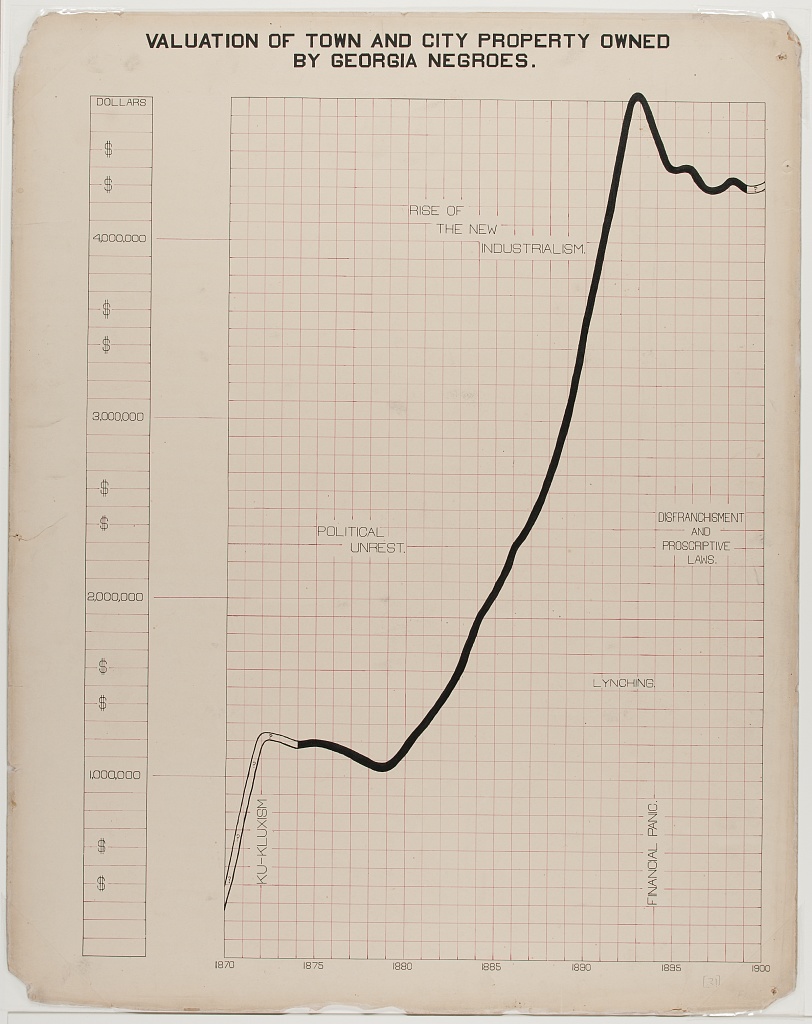 VALUATION OF TOWN AND CITY PROPERTY OWNED
BY GEORGIA NEGROES.
DOLLARS
$
$
4,000,000
$
$
3,000,000
$
$
2,000,000
$
$
1,000,000
$
$
RISE OF
THE NEW
INDUSTRIALISM.
POLITICAL
UNREST.
DISFRANCHISMENT
AND
PROSCRIPTIVE
LAWS.
LYNCHING.
KU-KLUXISM
FINANCIAL PANIC.
1870 1875 1880 1885 1890 1895 1900
[31]